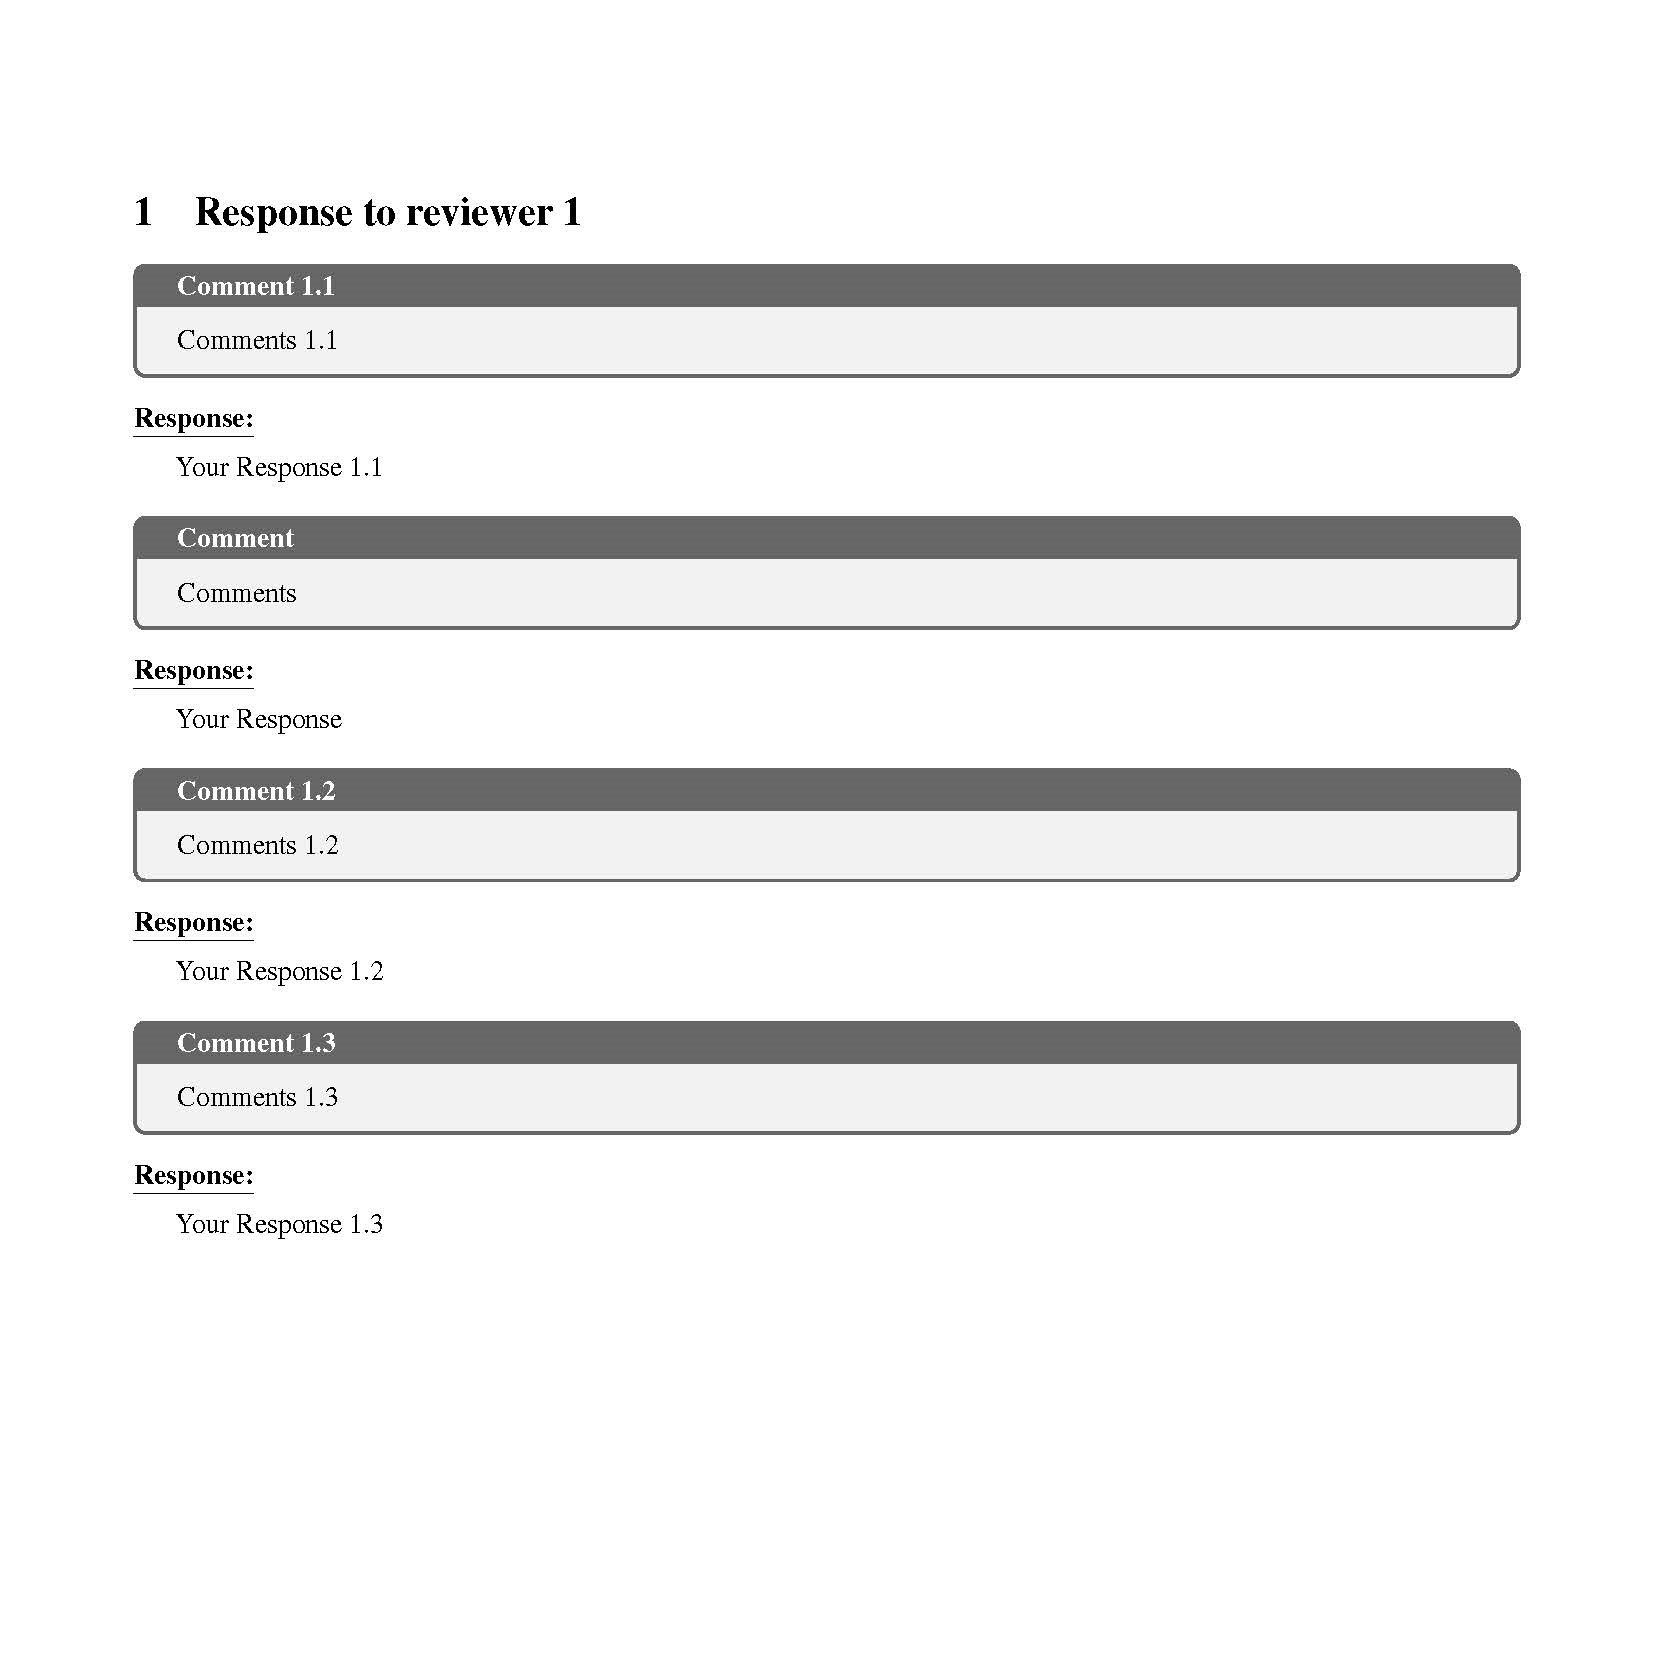 1 Response to reviewer 1
Comment 1.1
Comments 1.1
Response:
Your Response 1.1
Comment
Comments
Response:
Your Response
Comment 1.2
Comments 1.2
Response:
Your Response 1.2
Comment 1.3
Comments 1.3
Response:
Your Response 1.3